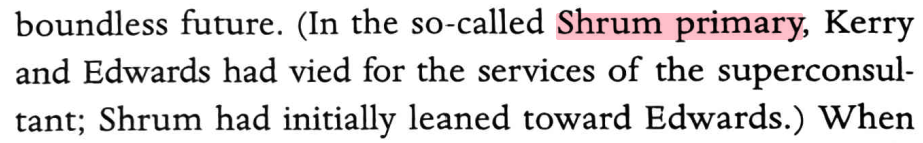 boundless future. (In the so-called Shrum primary, Kerry
and Edwards had vied for the services of the superconsul-
tant; Shrum had initially leaned toward Edwards.) When